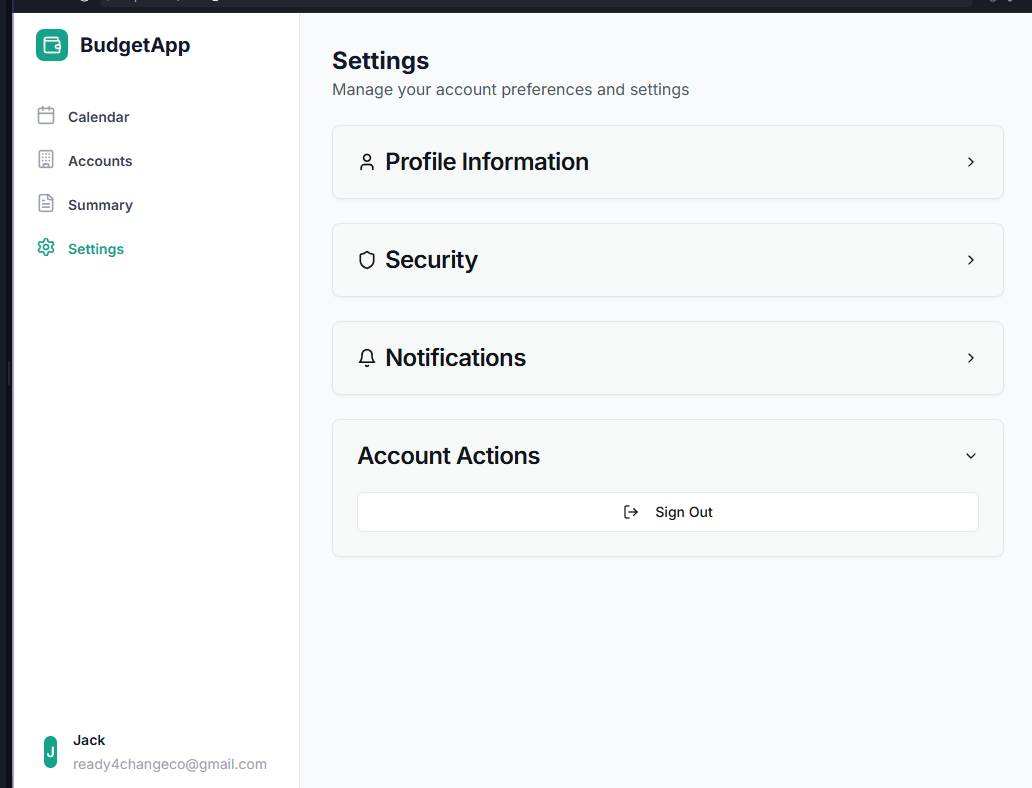 BudgetApp
Calendar
Accounts
Summary
Settings
Settings
Manage your account preferences and settings
Profile Information
Security
Notifications
Account Actions
Sign Out
J
Jack
ready4changeco@gmail.com